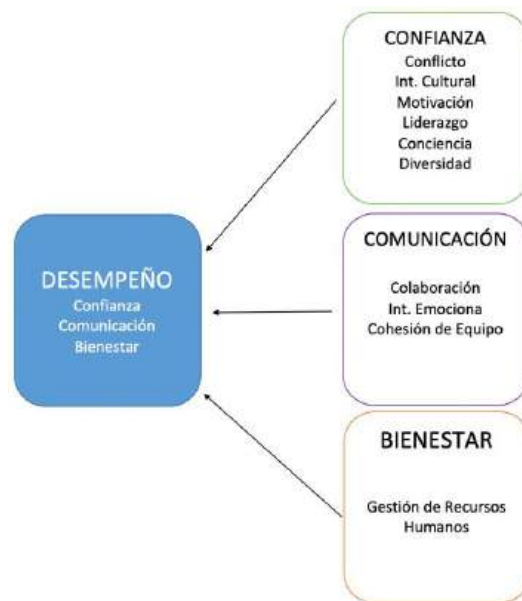 CONFIANZA
Conflicto
Int. Cultural
Motivación
Liderazgo
Conciencia
Diversidad
DESEMPEÑO
Confianza
Comunicación
Bienestar
COMUNICACIÓN
Colaboración
Int. Emociona
Cohesión de Equipo
BIENESTAR
Gestión de Recursos
Humanos